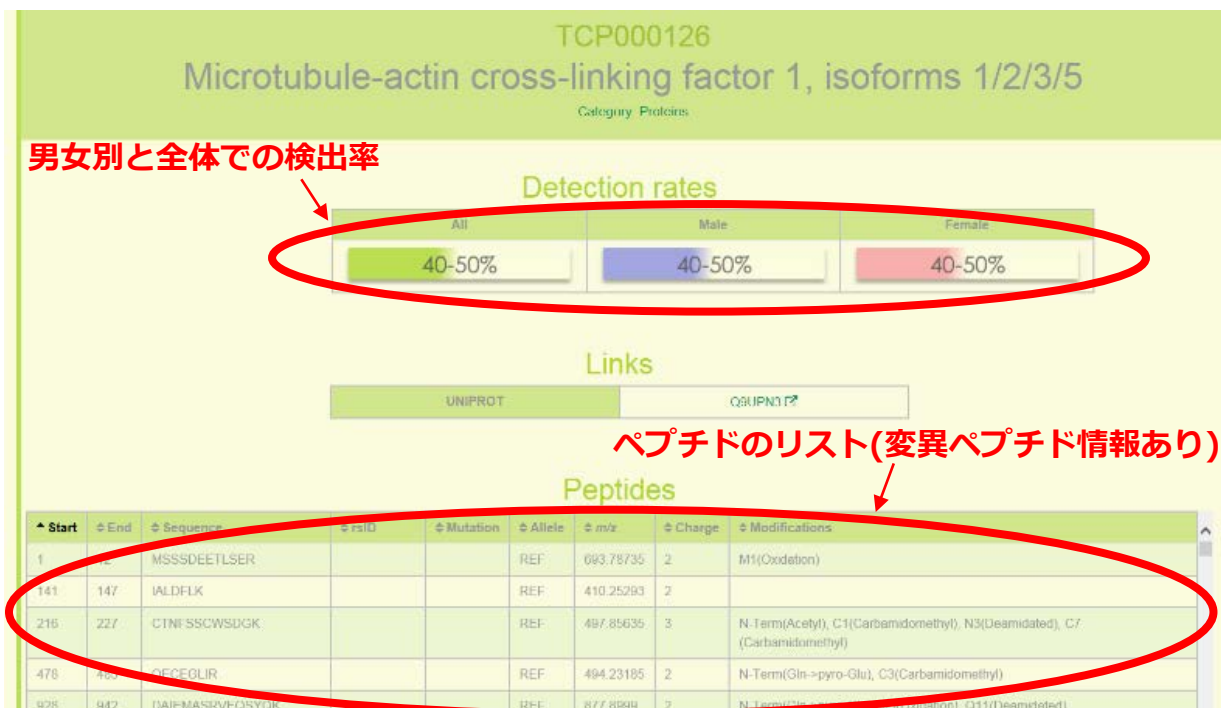 TCP000126
Microtubule-actin cross-linking factor 1, isoforms 1/2/3/5
Category Proteins
男女別と全体での検出率
Detection rates
All Male Female
40-50% 40-50% 40-50%
Links
UNIPROT Q9UPN3
ペプチドのリスト(変異ペプチド情報あり)
Peptides
Start End Sequence rsID Mutation Allele m/z Charge Modifications
1 12 MSSSDEETLSER REF 693.78735 2 M1(Oxidation)
141 147 IALDFLK REF 410.25293 2
216 227 CTNFSSCWSDGK REF 497.85635 3 N-Term(Acetyl), C1(Carbamidomethyl), N3(Deamidated), C7
(Carbamidomethyl)
478 485 REF 494.23185 2 N-Term(Gln->pyro-Glu), C3(Carbamidomethyl)
928 942 REF 877.8999 2 Q11(Deamidated)